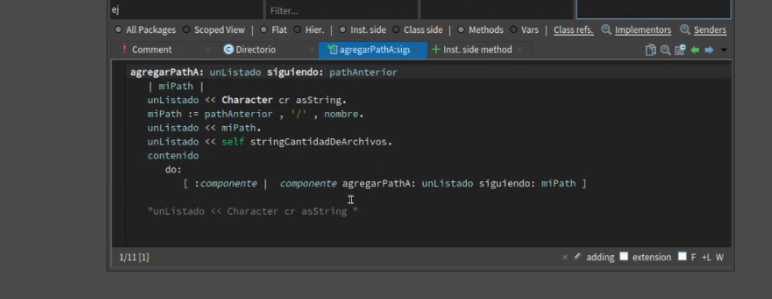 ej
Filter...
All Packages Scoped View | Flat Hier. | Inst. side Class side | Methods Vars | Class refs. Implementors Senders
! Comment C Directorio agregarPathA:sigu + Inst. side method
agregarPathA: unListado siguiendo: pathAnterior
| miPath |
unListado << Character cr asString.
miPath := pathAnterior , '/' , nombre.
unListado << miPath.
unListado << self stringCantidadDeArchivos.
contenido
do:
[ :componente | componente agregarPathA: unListado siguiendo: miPath ]
"unListado << Character cr asString "
1/11 [1] × adding extension F +L W